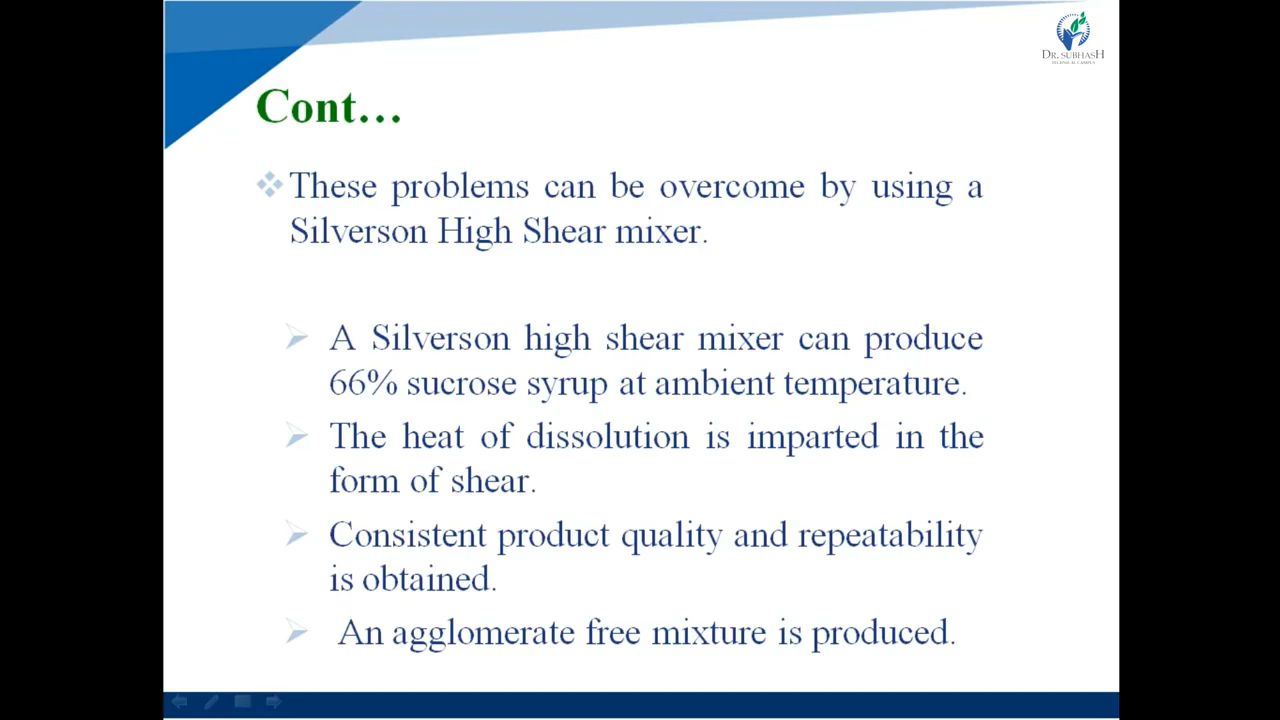 DR. SUBHASH
TECHNICAL CAMPUS
Cont...
These problems can be overcome by using a
Silverson High Shear mixer.
A Silverson high shear mixer can produce
66% sucrose syrup at ambient temperature.
The heat of dissolution is imparted in the
form of shear.
Consistent product quality and repeatability
is obtained.
An agglomerate free mixture is produced.